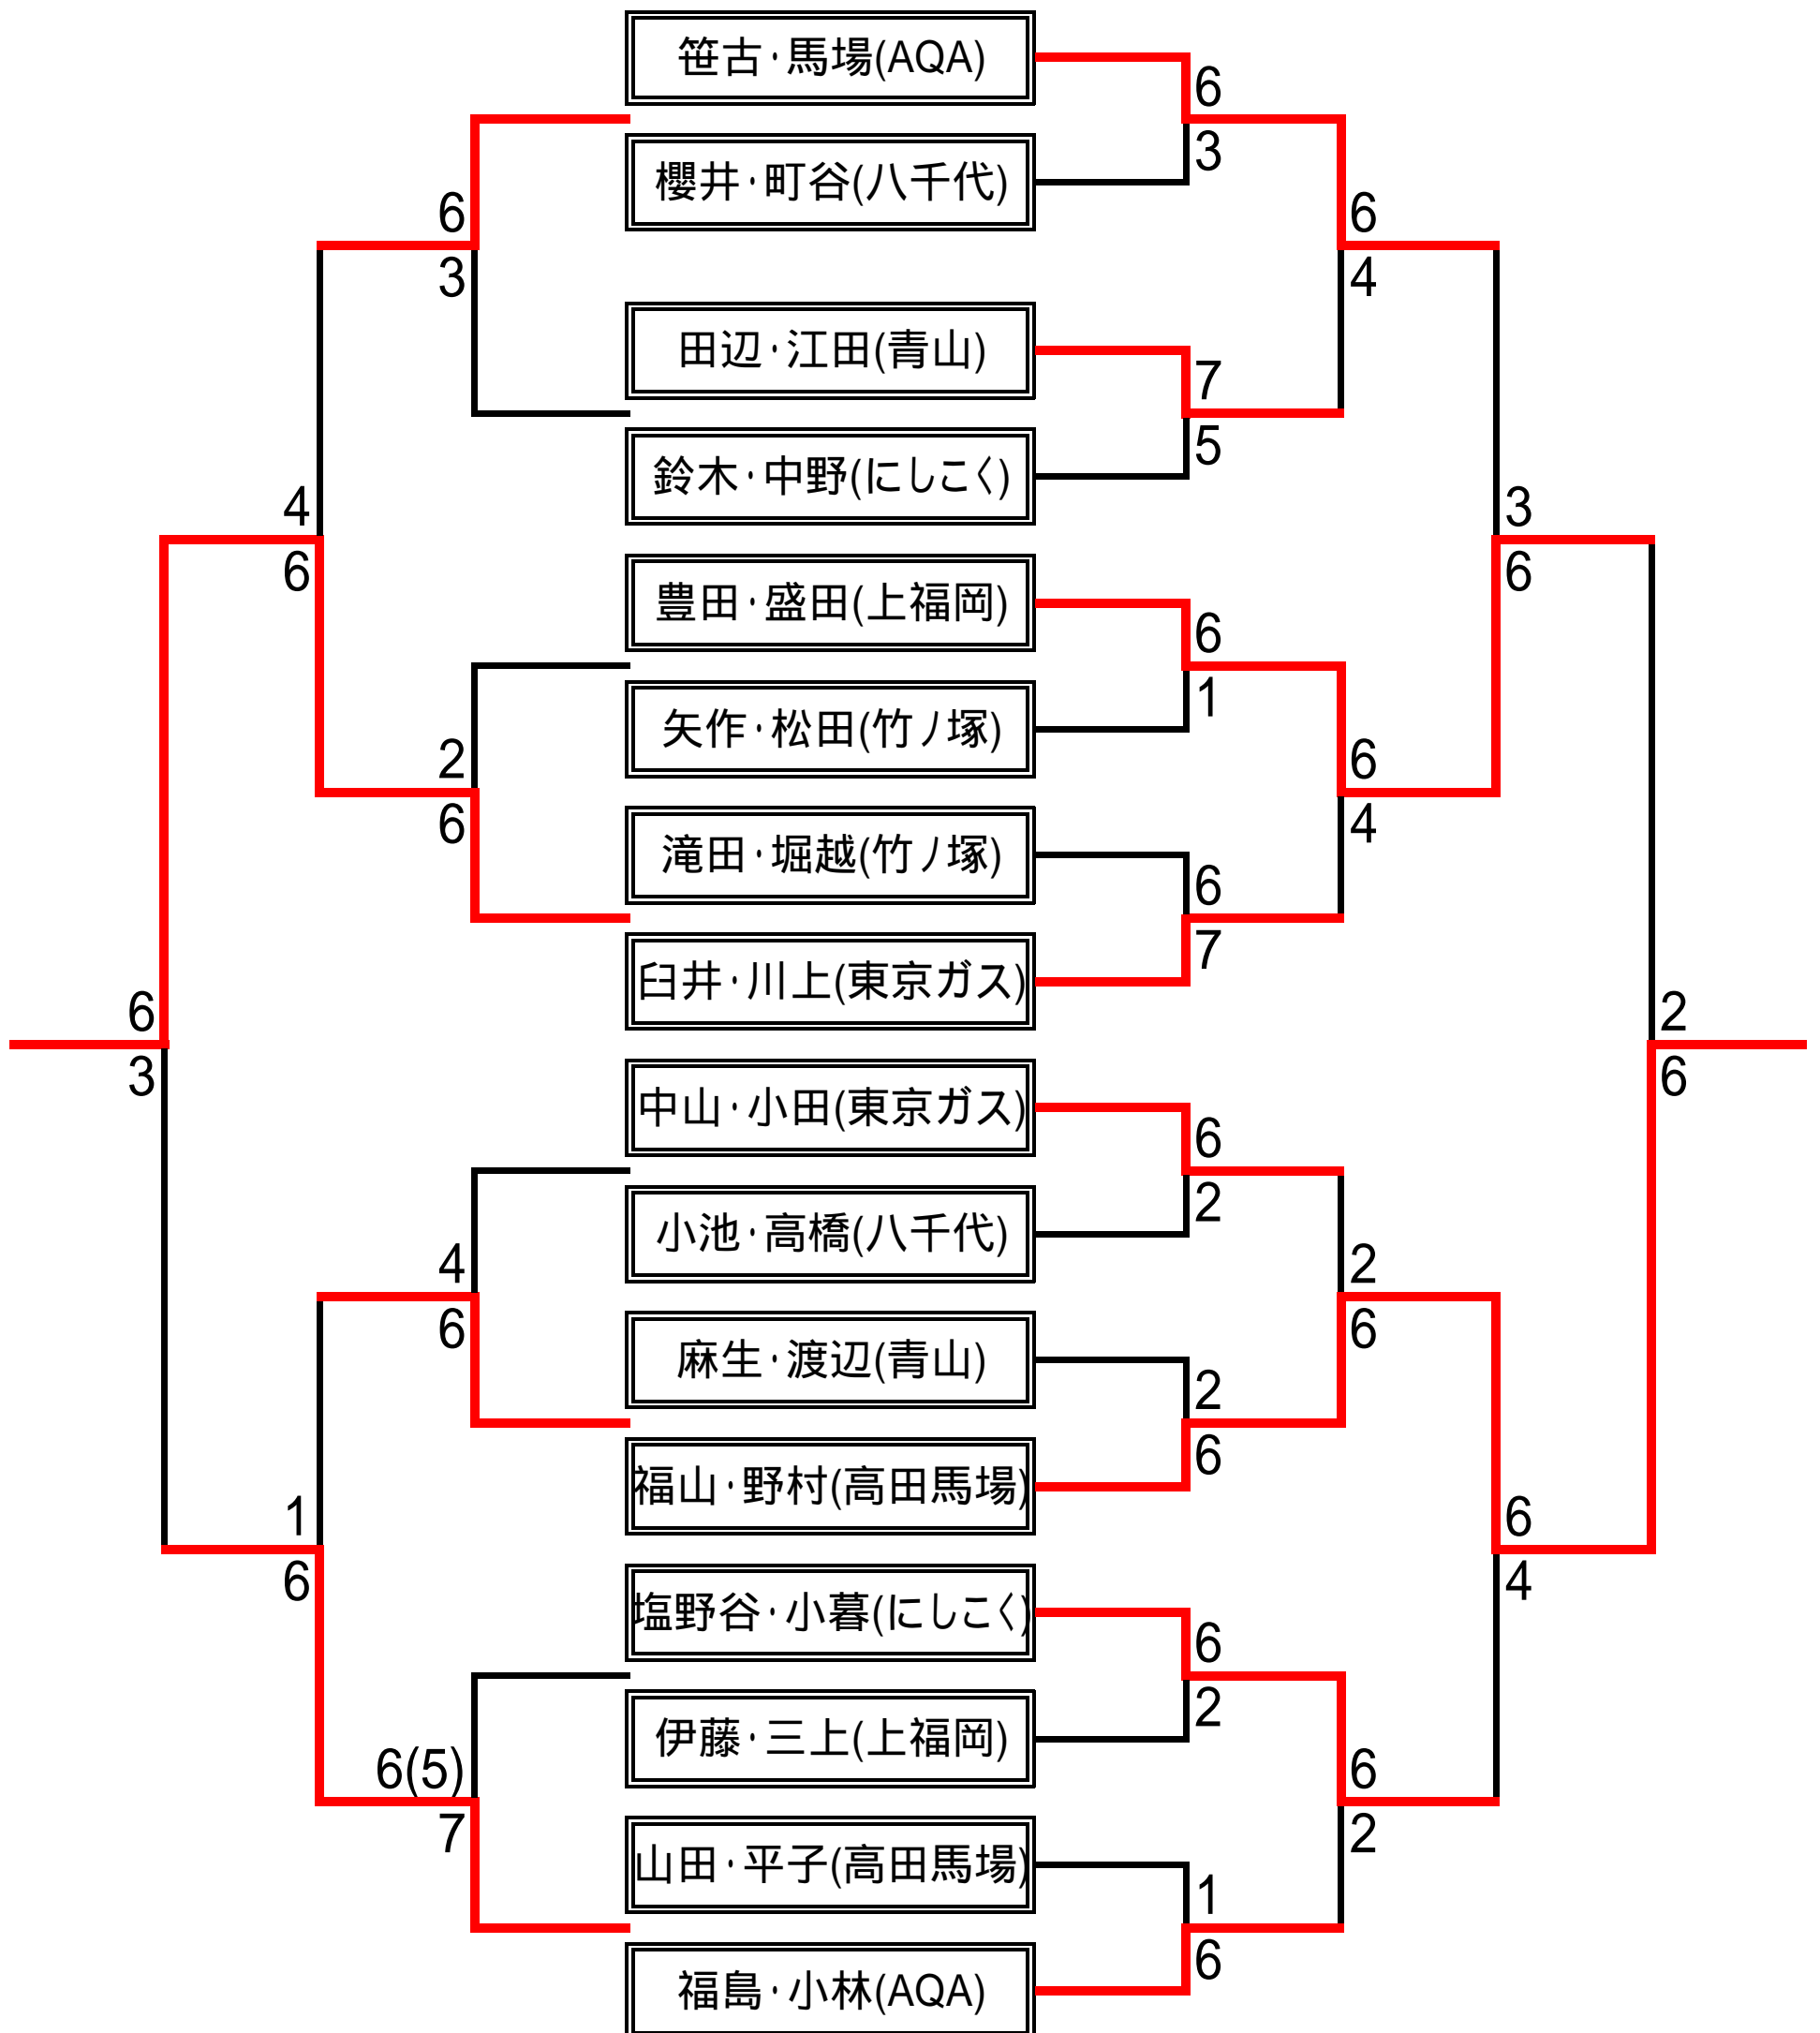 笹古･馬場(AQA)
6
3
櫻井･町谷(八千代)
6
3
6
4
田辺･江田(青山)
7
5
鈴木･中野(にしこく)
4
6
3
6
豊田･盛田(上福岡)
6
1
矢作･松田(竹ノ塚)
2
6
6
4
滝田･堀越(竹ノ塚)
6
7
臼井･川上(東京ガス)
6
3
2
6
中山･小田(東京ガス)
6
2
小池･高橋(八千代)
4
6
2
6
麻生･渡辺(青山)
2
6
福山･野村(高田馬場)
1
6
6
4
塩野谷･小暮(にしこく)
6
2
伊藤･三上(上福岡)
6(5)
7
6
2
山田･平子(高田馬場)
1
6
福島･小林(AQA)